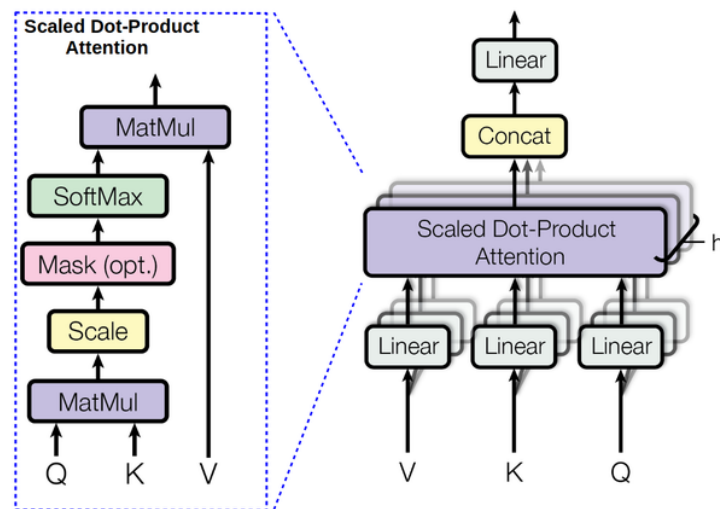 Scaled Dot-Product
Attention
MatMul
SoftMax
Mask (opt.)
Scale
MatMul
Q K V
Linear
Concat
Scaled Dot-Product
Attention
h
Linear Linear Linear
V K Q